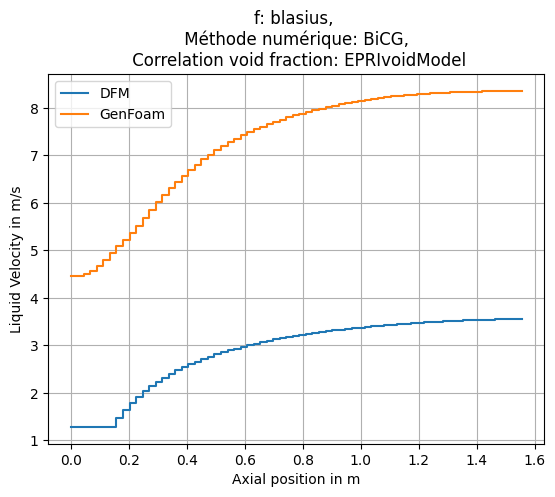 f: blasius,
Méthode numérique: BiCG,
Correlation void fraction: EPRIvoidModel
DFM
GenFoam
8
7
6
5
4
3
2
1
Liquid Velocity in m/s
0.0 0.2 0.4 0.6 0.8 1.0 1.2 1.4 1.6
Axial position in m